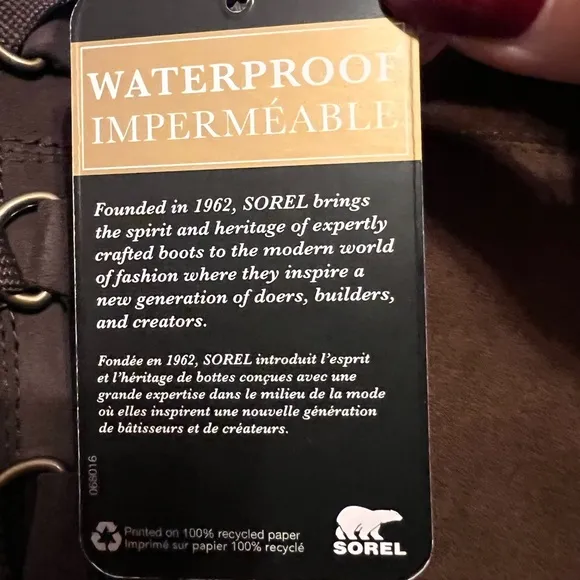 WATERPROOF
IMPERMÉABLE
Founded in 1962, SOREL brings
the spirit and heritage of expertly
crafted boots to the modern world
of fashion where they inspire a
new generation of doers, builders,
and creators.
Fondée en 1962, SOREL introduit l'esprit
et l'héritage de bottes conçues avec une
grande expertise dans le milieu de la mode
où elles inspirent une nouvelle génération
de bâtisseurs et de créateurs.
068016
Printed on 100% recycled paper
Imprimé sur papier 100% recyclé
SOREL